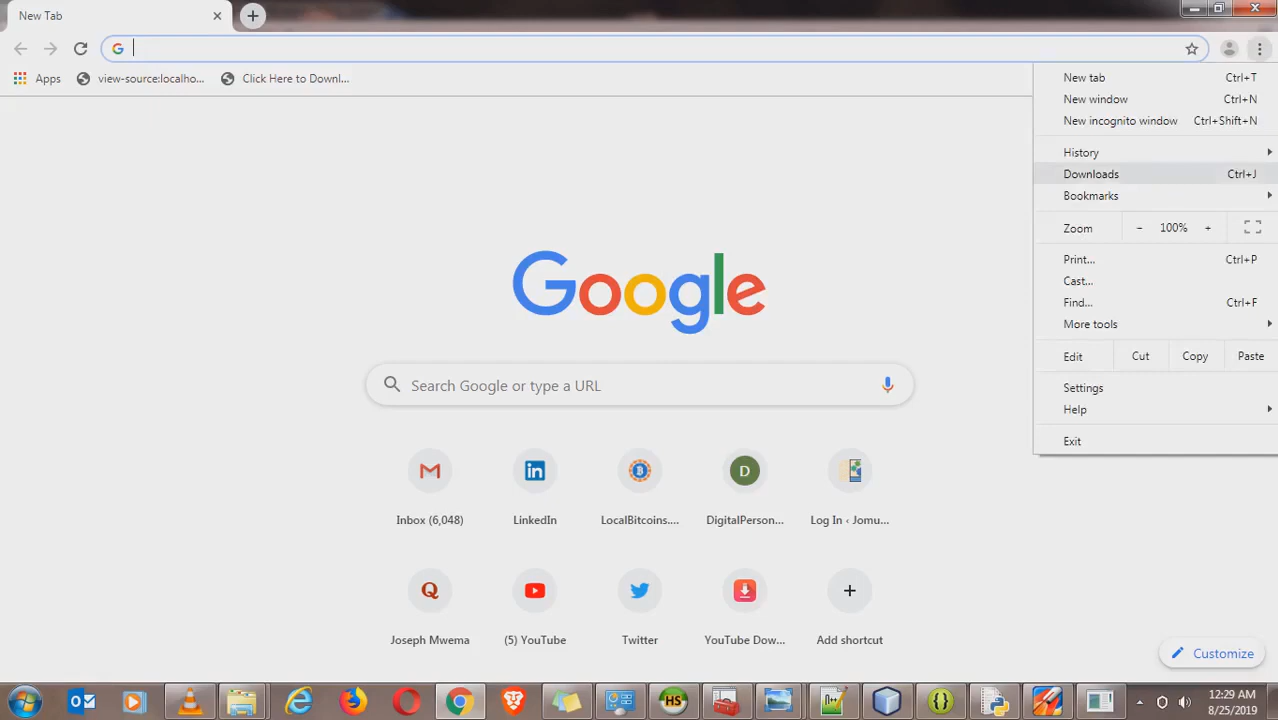 New Tab
Apps view-source:localho... Click Here to Downl...
New tab Ctrl+T
New window Ctrl+N
New incognito window Ctrl+Shift+N
History
Downloads Ctrl+J
Bookmarks
Zoom - 100% +
Print... Ctrl+P
Cast...
Find... Ctrl+F
More tools
Edit Cut Copy Paste
Settings
Help
Exit
Google
Search Google or type a URL
D
Inbox (6,048) LinkedIn LocalBitcoins.... DigitalPerson... Log In ‹ Jomu...
Joseph Mwema (5) YouTube Twitter YouTube Dow... Add shortcut
Customize
HS
12:29 AM
8/25/2019